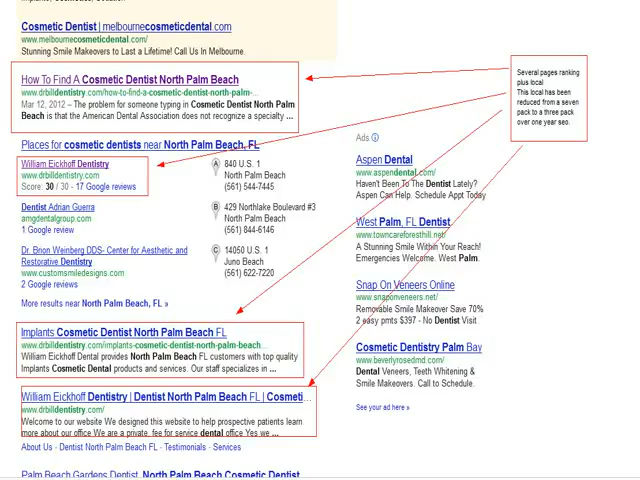 Cosmetic Dentist | melbournecosmeticdental.com
www.melbournecosmeticdental.com/
Stunning Smile Makeovers to Last a Lifetime! Call Us In Melbourne.
How To Find A Cosmetic Dentist North Palm Beach
www.drbilldentistry.com/how-to-find-a-cosmetic-dentist-north-palm-...
Mar 12, 2012 – The problem for someone typing in Cosmetic Dentist North Palm
Beach is that the American Dental Association does not recognize a specialty ...
Places for cosmetic dentists near North Palm Beach, FL
William Eickhoff Dentistry
www.drbilldentistry.com
Score: 30 / 30 - 17 Google reviews
A 840 U.S. 1
North Palm Beach
(561) 544-7445
Dentist Adrian Guerra
amgdentalgroup.com
1 Google review
B 429 Northlake Boulevard #3
North Palm Beach
(561) 844-6146
Dr. Brion Weinberg DDS- Center for Aesthetic and
Restorative Dentistry
www.customsmiledesigns.com
2 Google reviews
C 14050 U.S. 1
Juno Beach
(561) 622-7220
More results near North Palm Beach, FL »
Implants Cosmetic Dentist North Palm Beach FL
www.drbilldentistry.com/implants-cosmetic-dentist-north-palm-beach...
William Eickhoff Dental provides North Palm Beach FL customers with top quality
Implants Cosmetic Dental products and services. Our staff specializes in ...
William Eickhoff Dentistry | Dentist North Palm Beach FL | Cosmeti...
www.drbilldentistry.com/
Welcome to our website We designed this website to help prospective patients learn
more about our office We are a private, fee for service dental office Yes we ...
About Us - Dentist North Palm Beach FL - Testimonials - Services
Palm Beach Gardens Dentist, North Palm Beach Cosmetic Dentist
Several pages ranking
plus local
This local has been
reduced from a seven
pack to a three pack
over one year seo.
Ads
Aspen Dental
www.aspendental.com/
Haven't Been To The Dentist Lately?
Aspen Can Help. Schedule Appt Today
West Palm, FL Dentist
www.towncareforesthill.net/
A Stunning Smile Within Your Reach!
Emergencies Welcome. West Palm.
Snap On Veneers Online
www.snaponveneers.net/
Removable Smile Makeover Save 70%
2 easy pmts $397 - No Dentist Visit
Cosmetic Dentistry Palm Bay
www.beverlyrosedmd.com/
Dental Veneers, Teeth Whitening &
Smile Makeovers. Call to Schedule.
See your ad here »